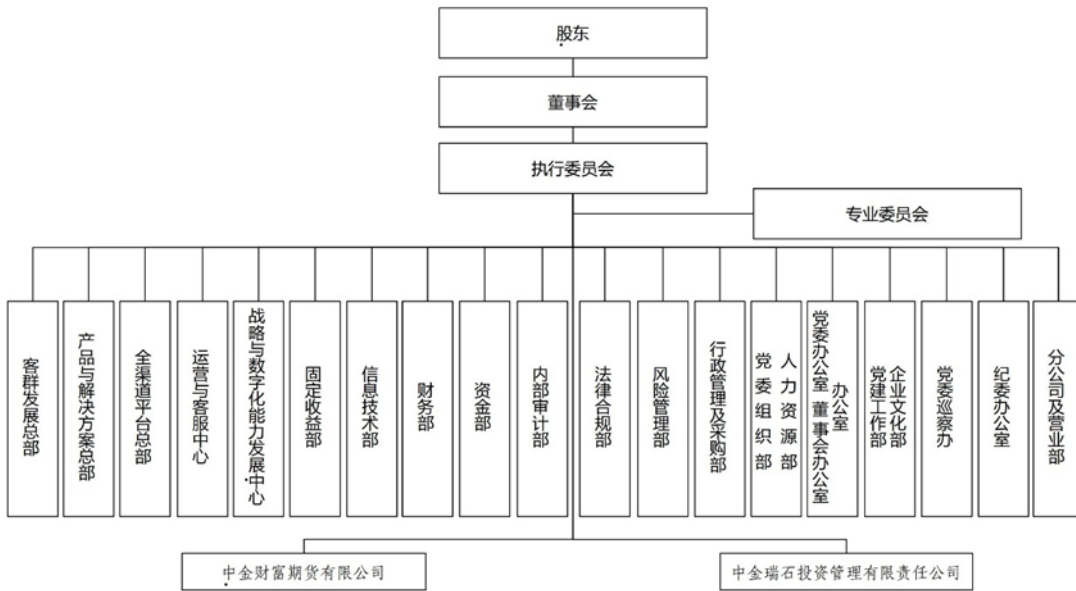 股东
董事会
执行委员会
专业委员会
客群发展总部
产品与解决方案总部
全渠道平台总部
运营与客服中心
战略与数字化能力发展中心
固定收益部
信息技术部
财务部
资金部
内部审计部
法律合规部
风险管理部
行政管理及采购部
党委组织部
人力资源部
党委办公室 董事会办公室
办公室
党建工作部
企业文化部
党委巡察办
纪委办公室
分公司及营业部
中金财富期货有限公司
中金瑞石投资管理有限责任公司